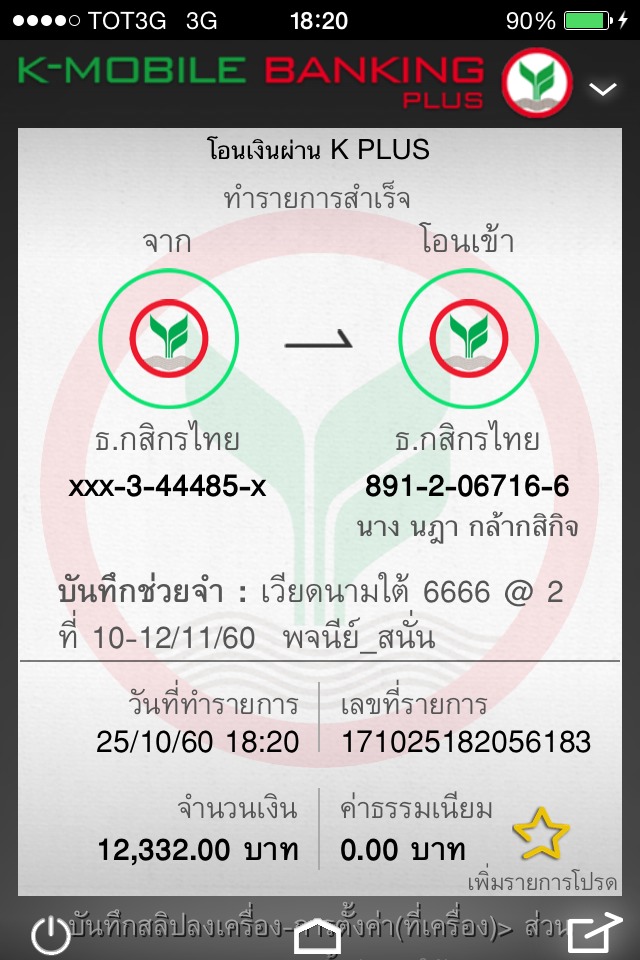 TOT3G 3G 18:20 90%
K-MOBILE BANKING
PLUS
โอนเงินผ่าน K PLUS
ทำรายการสำเร็จ
จาก โอนเข้า
ธ.กสิกรไทย ธ.กสิกรไทย
xxx-3-44485-x 891-2-06716-6
นาง นฎา กล้ากสิกิจ
บันทึกช่วยจำ : เวียดนามใต้ 6666 @ 2
ที่ 10-12/11/60 พจนีย์_สนั่น
วันที่ทำรายการ เลขที่รายการ
25/10/60 18:20 171025182056183
จำนวนเงิน ค่าธรรมเนียม
12,332.00 บาท 0.00 บาท
เพิ่มรายการโปรด
บันทึกสลิปลงเครื่อง-การตั้งค่า(ที่เครื่อง)> ส่วน